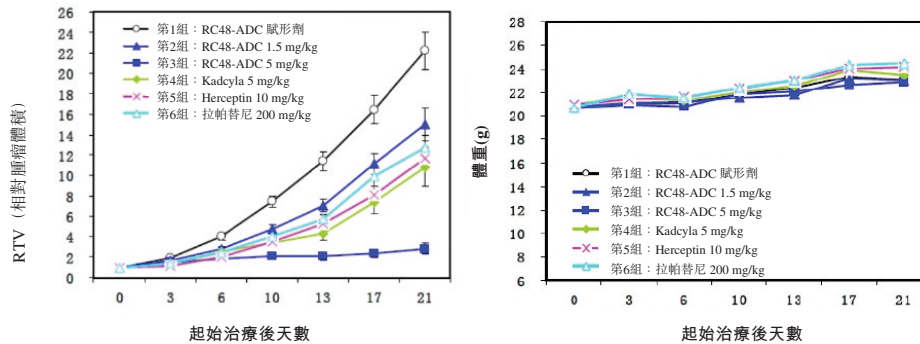 RTV（相對腫瘤體積）
26
24
22
20
18
16
14
12
10
8
6
4
2
0
第1組：RC48-ADC 賦形劑
第2組：RC48-ADC 1.5 mg/kg
第3組：RC48-ADC 5 mg/kg
第4組：Kadcyla 5 mg/kg
第5組：Herceptin 10 mg/kg
第6組：拉帕替尼 200 mg/kg
0 3 6 10 13 17 21
起始治療後天數
體重(g)
28
26
24
22
20
18
16
14
12
10
8
6
第1組：RC48-ADC 賦形劑
第2組：RC48-ADC 1.5 mg/kg
第3組：RC48-ADC 5 mg/kg
第4組：Kadcyla 5 mg/kg
第5組：Herceptin 10 mg/kg
第6組：拉帕替尼 200 mg/kg
0 3 6 10 13 17 21
起始治療後天數